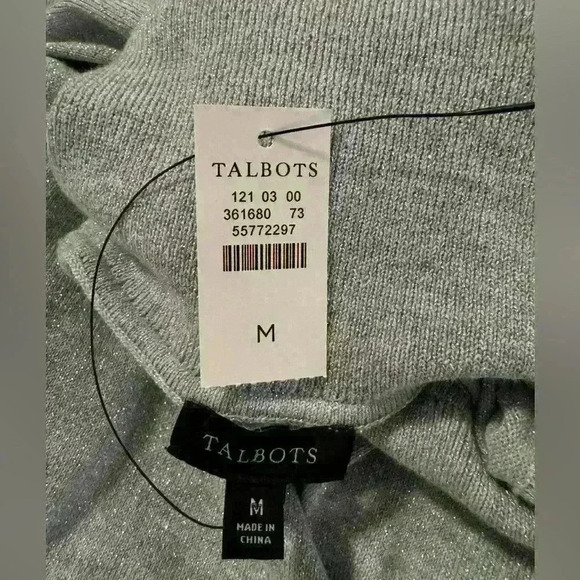 TALBOTS
121 03 00
361680 73
55772297
M
TALBOTS
M
MADE IN
CHINA